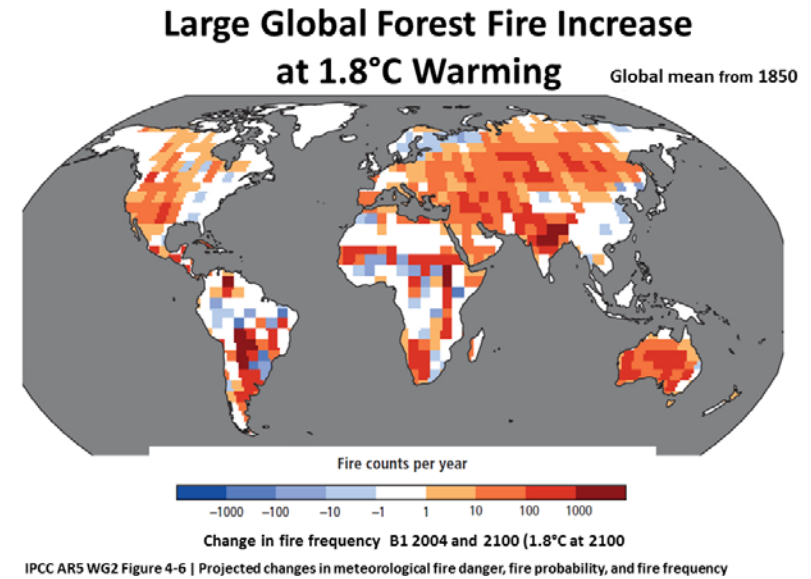 Large Global Forest Fire Increase
at 1.8°C Warming
Global mean from 1850
Fire counts per year
−1000 −100 −10 −1 1 10 100 1000
Change in fire frequency B1 2004 and 2100 (1.8°C at 2100
IPCC AR5 WG2 Figure 4-6 | Projected changes in meteorological fire danger, fire probability, and fire frequency